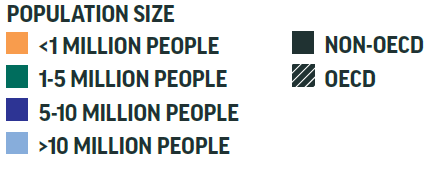 POPULATION SIZE
<1 MILLION PEOPLE
1-5 MILLION PEOPLE
5-10 MILLION PEOPLE
>10 MILLION PEOPLE
NON-OECD
OECD